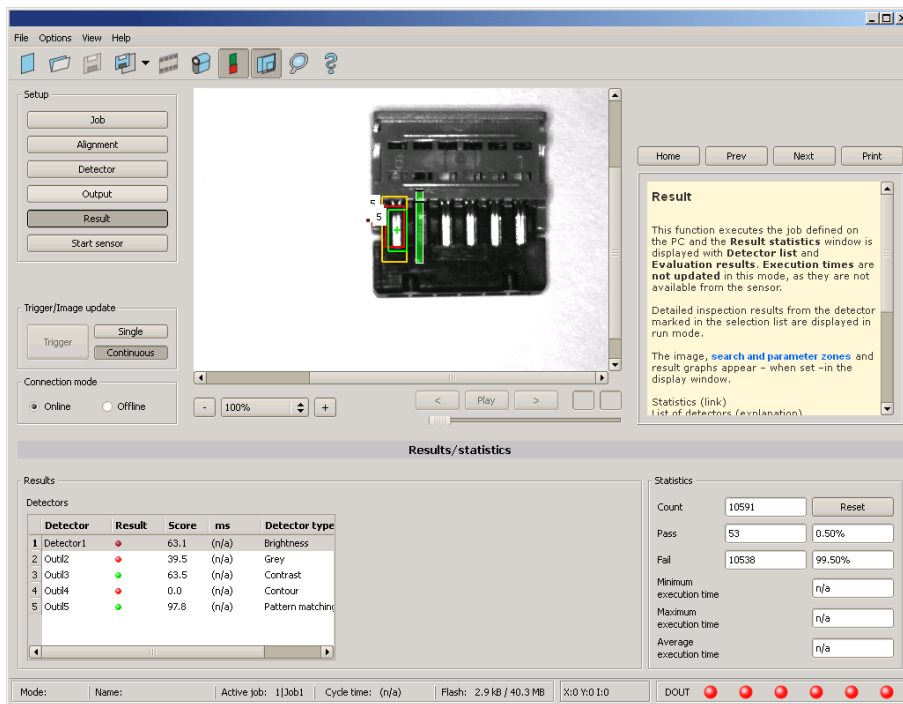 File Options View Help
Setup
Job
Alignment
Detector
Output
Result
Start sensor
Trigger/Image update
Trigger
Single
Continuous
Connection mode
Online
Offline
5
5
- 100% +
< Play >
Home Prev Next Print
Result
This function executes the job defined on
the PC and the Result statistics window is
displayed with Detector list and
Evaluation results. Execution times are
not updated in this mode, as they are not
available from the sensor.
Detailed inspection results from the detector
marked in the selection list are displayed in
run mode.
The image, search and parameter zones and
result graphs appear – when set –in the
display window.
Statistics (link)
List of detectors (explanation)
Results/statistics
Results
Detectors
Detector Result Score ms Detector type
1 Detector1 63.1 (n/a) Brightness
2 Outil2 39.5 (n/a) Grey
3 Outil3 63.5 (n/a) Contrast
4 Outil4 0.0 (n/a) Contour
5 Outil5 97.8 (n/a) Pattern matching
Statistics
Count 10591 Reset
Pass 53 0.50%
Fail 10538 99.50%
Minimum
execution time n/a
Maximum
execution time n/a
Average
execution time n/a
Mode: Name: Active job: 1|Job1 Cycle time: (n/a) Flash: 2.9 kB / 40.3 MB X:0 Y:0 I:0 DOUT